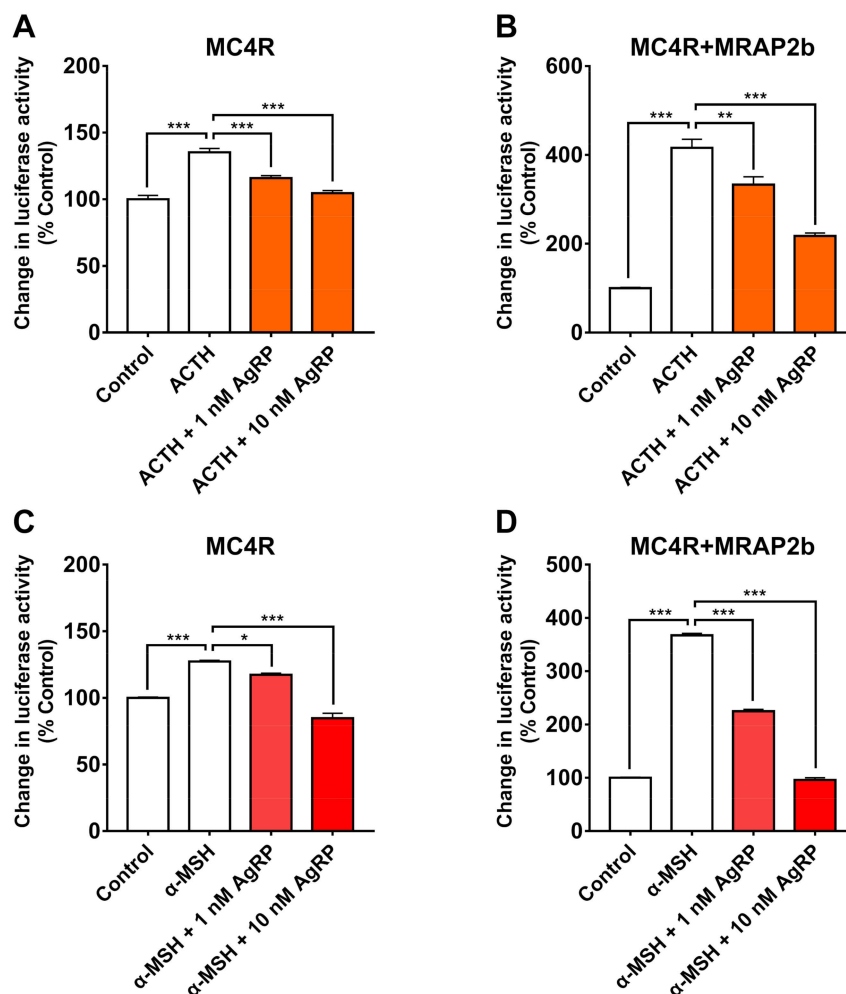 A
MC4R
Change in luciferase activity
(% Control)
200
150
100
50
0
***
***
***
Control
ACTH
ACTH + 1 nM AgRP
ACTH + 10 nM AgRP
B
MC4R+MRAP2b
Change in luciferase activity
(% Control)
600
400
200
0
***
***
**
Control
ACTH
ACTH + 1 nM AgRP
ACTH + 10 nM AgRP
C
MC4R
Change in luciferase activity
(% Control)
200
150
100
50
0
***
***
*
Control
α-MSH
α-MSH + 1 nM AgRP
α-MSH + 10 nM AgRP
D
MC4R+MRAP2b
Change in luciferase activity
(% Control)
500
400
300
200
100
0
***
***
***
Control
α-MSH
α-MSH + 1 nM AgRP
α-MSH + 10 nM AgRP